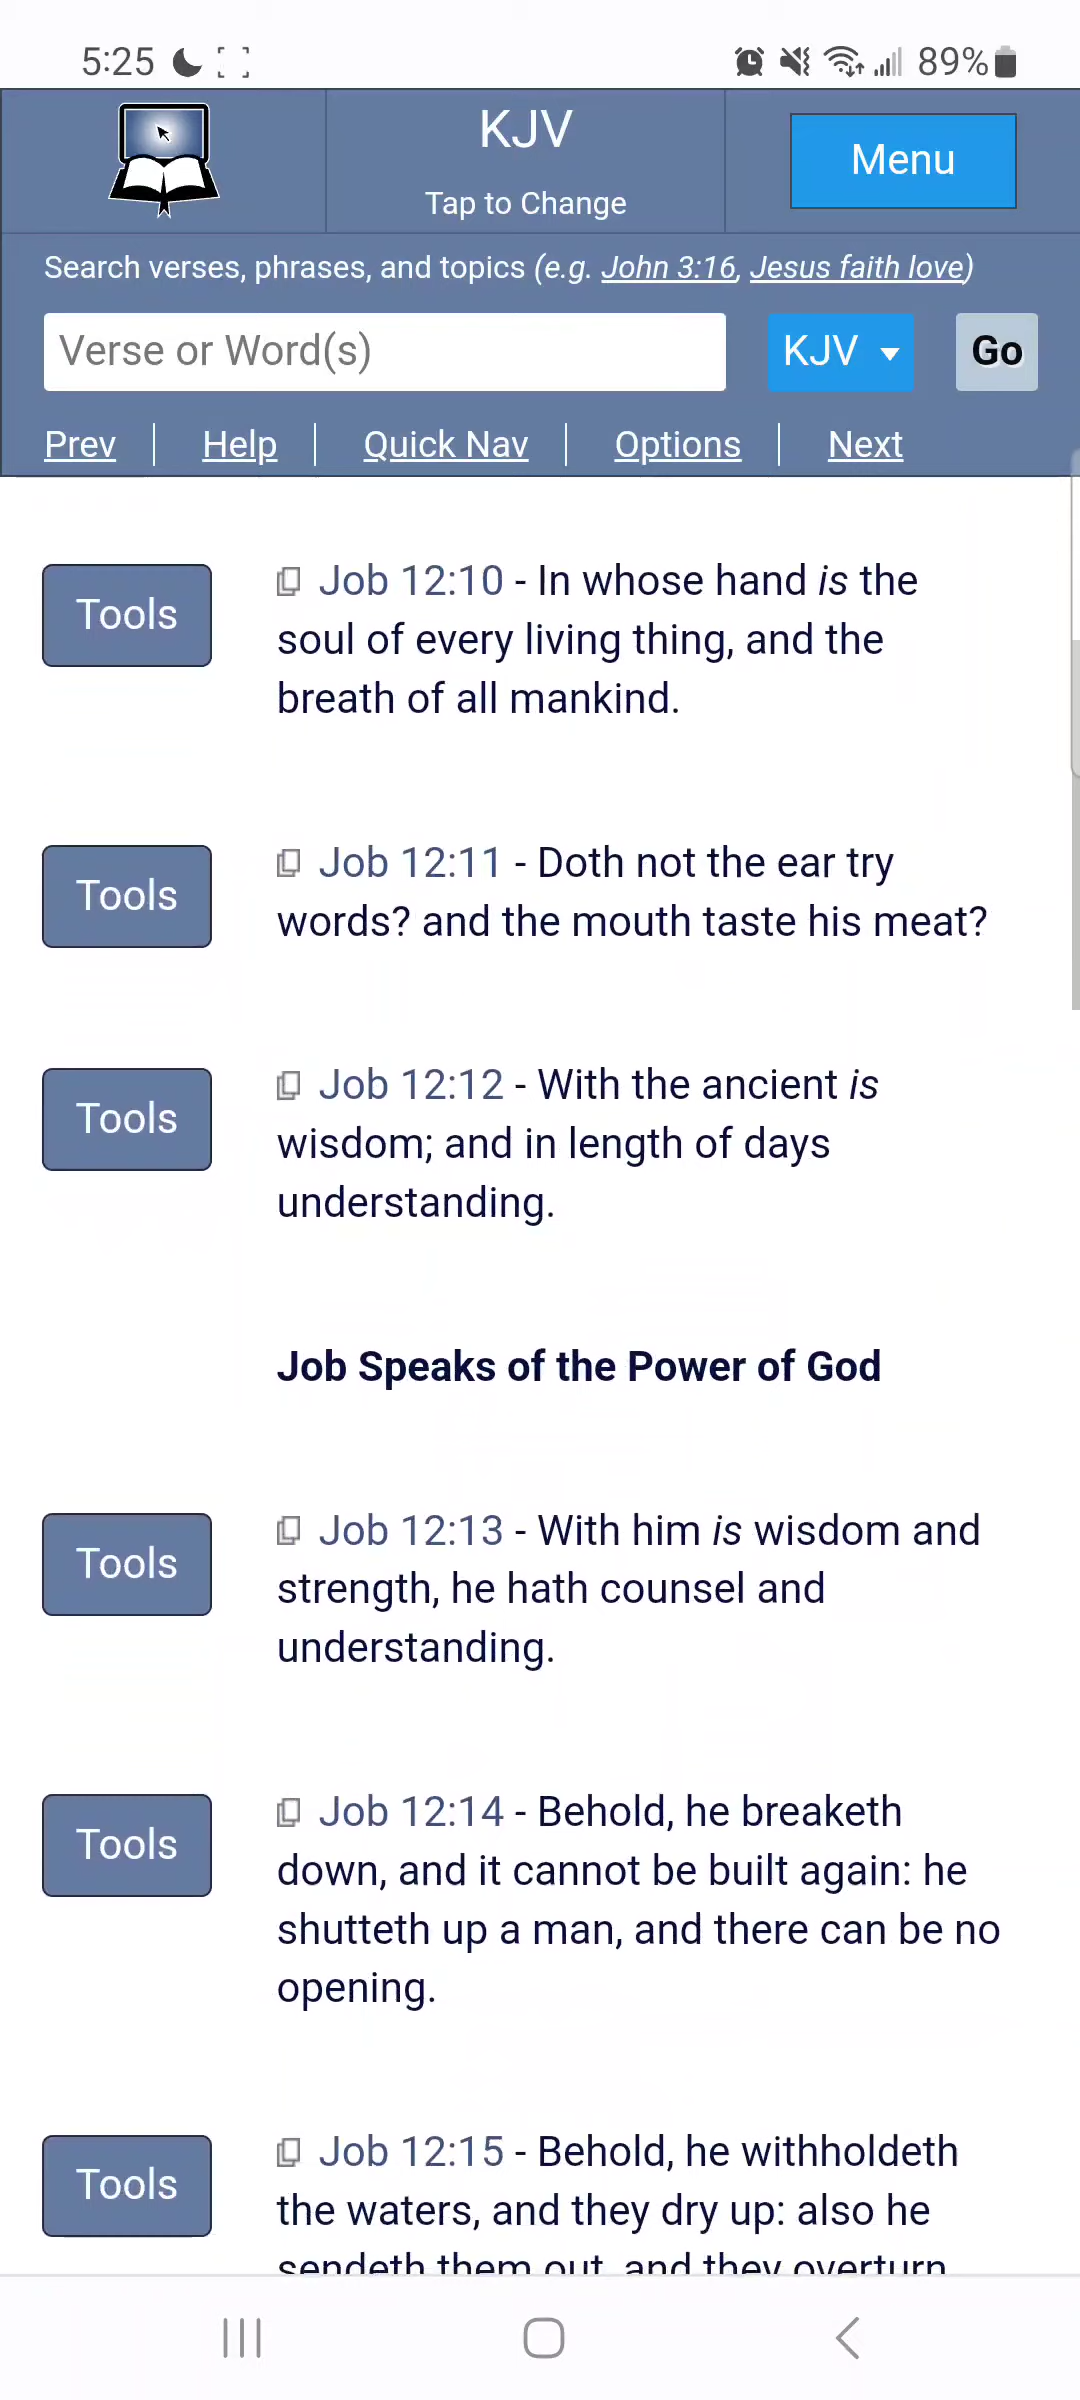 5:25
89%
KJV
Tap to Change
Menu
Search verses, phrases, and topics (e.g. John 3:16, Jesus faith love)
Verse or Word(s)
KJV
Go
Prev
Help
Quick Nav
Options
Next
Tools
Job 12:10 - In whose hand is the
soul of every living thing, and the
breath of all mankind.
Tools
Job 12:11 - Doth not the ear try
words? and the mouth taste his meat?
Tools
Job 12:12 - With the ancient is
wisdom; and in length of days
understanding.
Job Speaks of the Power of God
Tools
Job 12:13 - With him is wisdom and
strength, he hath counsel and
understanding.
Tools
Job 12:14 - Behold, he breaketh
down, and it cannot be built again: he
shutteth up a man, and there can be no
opening.
Tools
Job 12:15 - Behold, he withholdeth
the waters, and they dry up: also he
sendeth them out, and they overturn